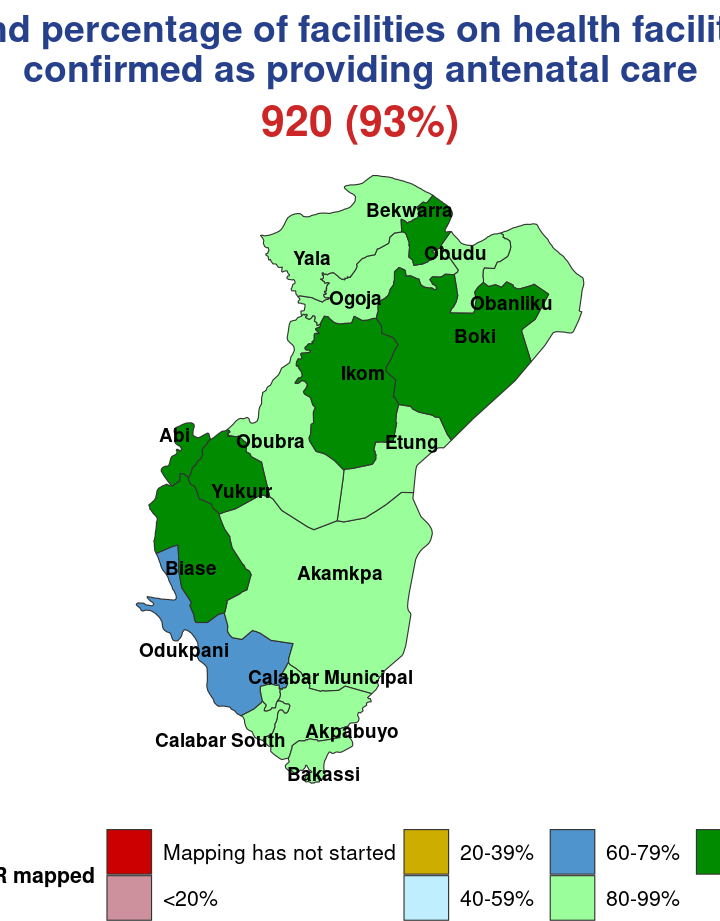 percentage of facilities on health
confirmed as providing antenatal care
920 (93%)
Bekwarra
Obudu
Yala
Ogoja
Obanliku
Boki
Ikom
Abi
Obubra
Etung
Yukurr
Biase
Akamkpa
Odukpani
Calabar Municipal
Akpabuyo
Calabar South
Bakassi
Mapping has not started
20-39%
60-79%
mapped
<20%
40-59%
80-99%